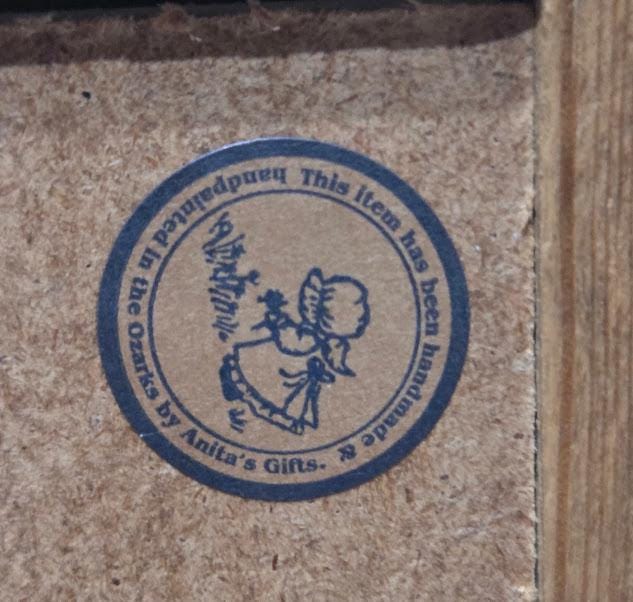 This item has been handmade &
handpainted in the Ozarks by Anita's Gifts.